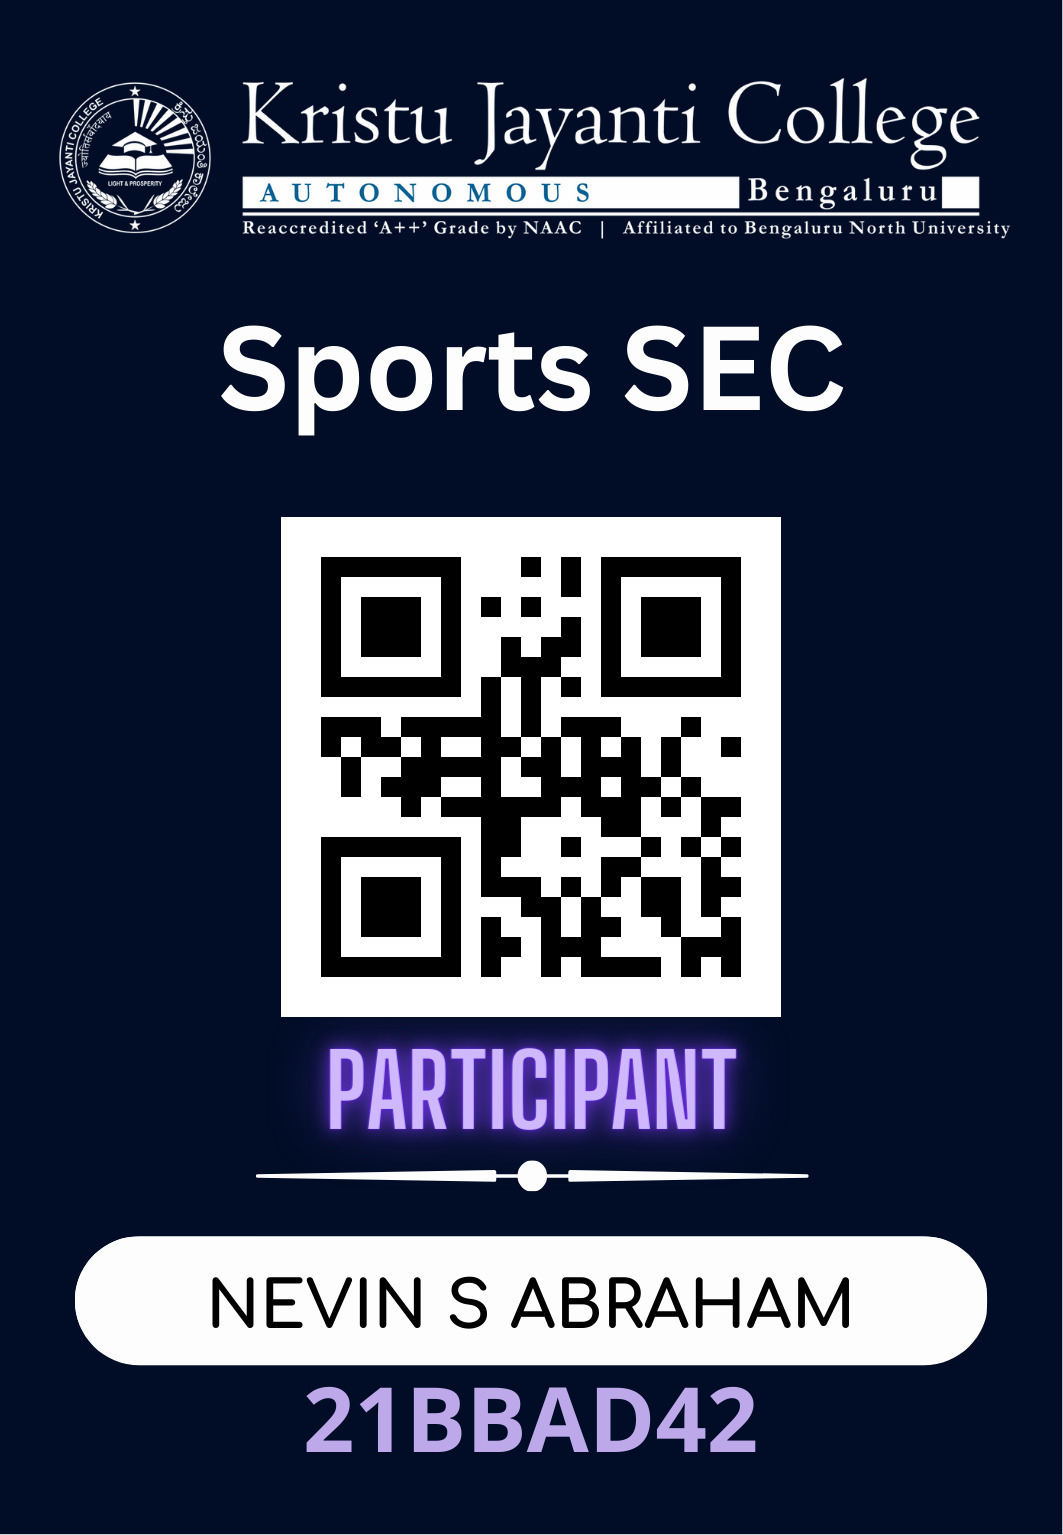 Kristu Jayanti College
AUTONOMOUS Bengaluru
Reaccredited ‘A++’ Grade by NAAC | Affiliated to Bengaluru North University
KRISTU JAYANTI COLLEGE
ಕ್ರಿಸ್ತು ಜಯಂತಿ ಕಾಲೇಜು
LIGHT & PROSPERITY
Sports SEC
PARTICIPANT
NEVIN S ABRAHAM
21BBAD42